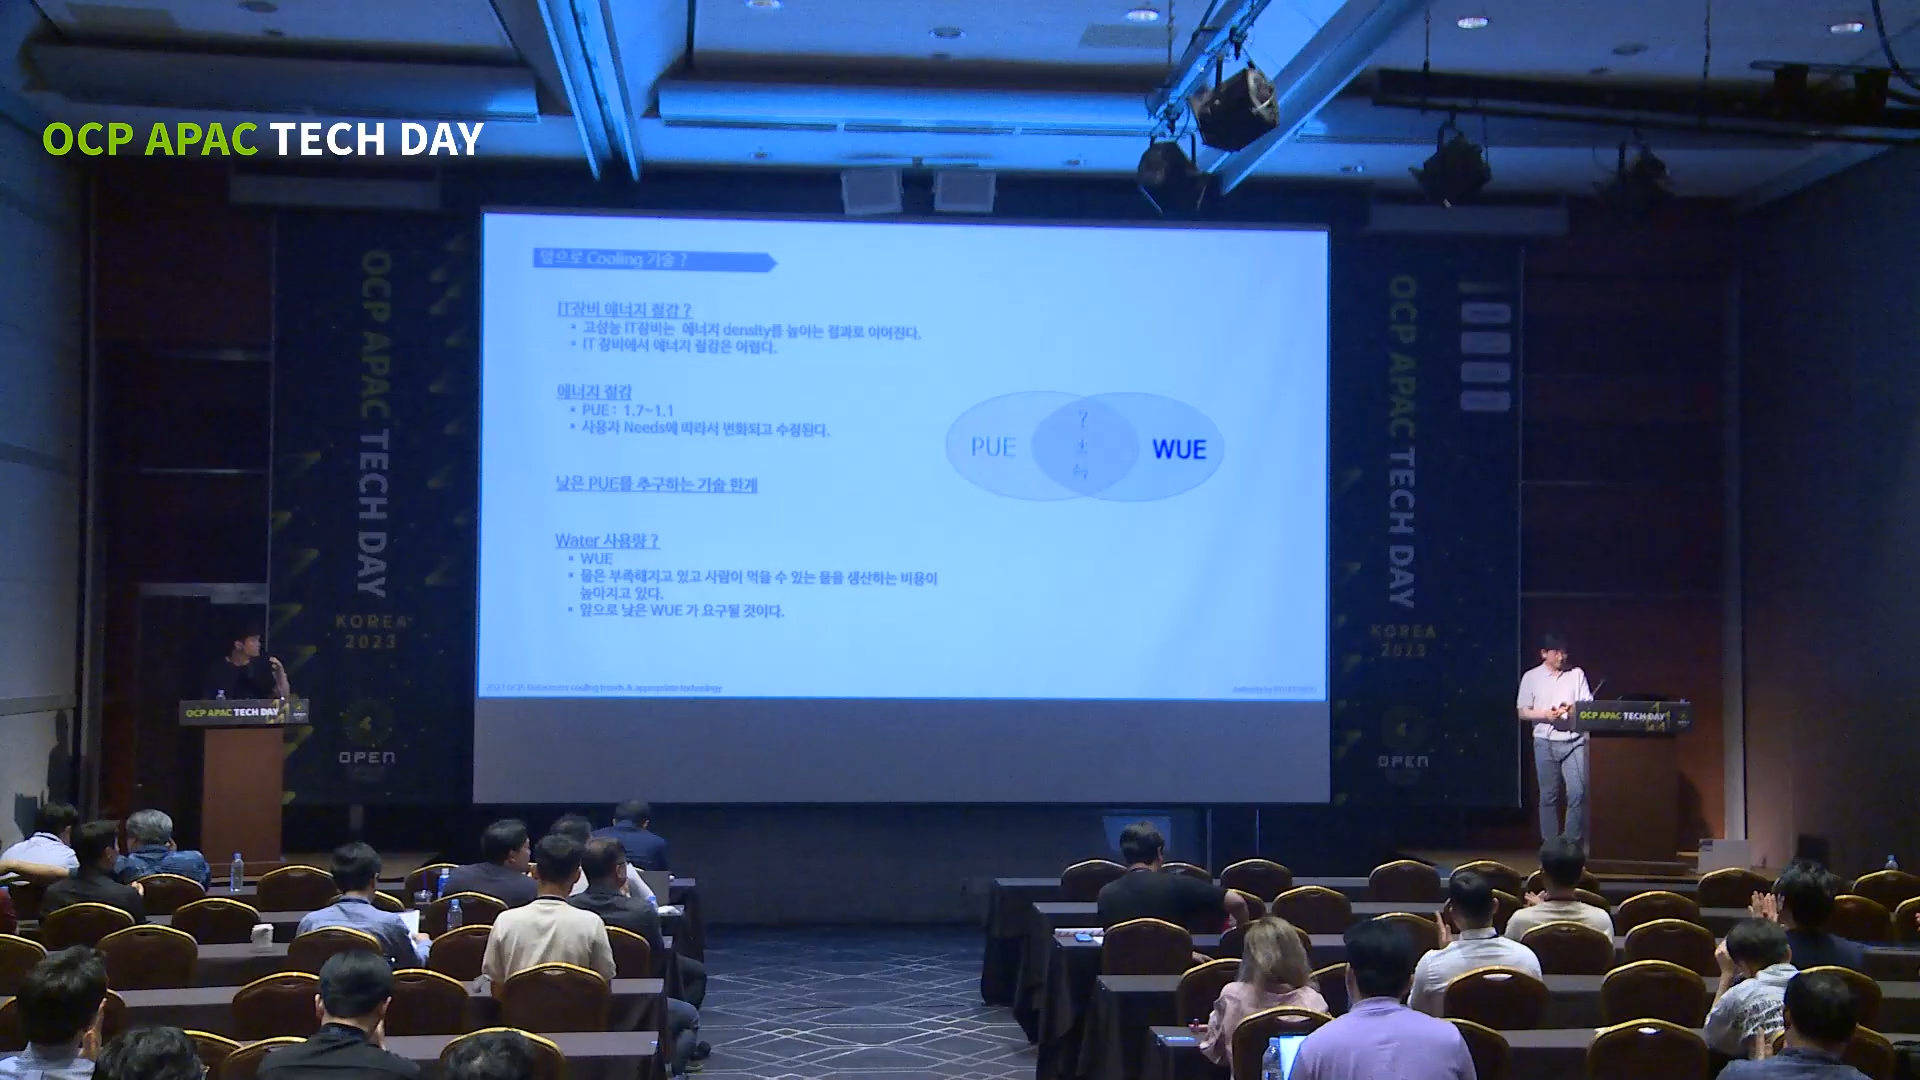 OCP APAC TECH DAY
앞으로 Cooling 기술 ?
IT장비 에너지 절감 ?
• 고성능 IT장비는 에너지 density를 높이는 결과로 이어진다.
• IT 장비에서 에너지 절감은 어렵다.
에너지 절감
• PUE : 1.7~1.1
• 사용자 Needs에 따라서 변화되고 수정된다.
낮은 PUE를 추구하는 기술 한계
Water 사용량 ?
• WUE
• 물은 부족해지고 있고 사람이 먹을 수 있는 물을 생산하는 비용이
높아지고 있다.
• 앞으로 낮은 WUE 가 요구될 것이다.
PUE
?
WUE
2023 OCP, Datacenter cooling trends & appropriate technology
OCP APAC TECH DAY
KOREA
2023
OPEN
OCP APAC TECH DAY
KOREA
2023
OPEN
OCP APAC TECH DAY
OCP APAC TECH DAY